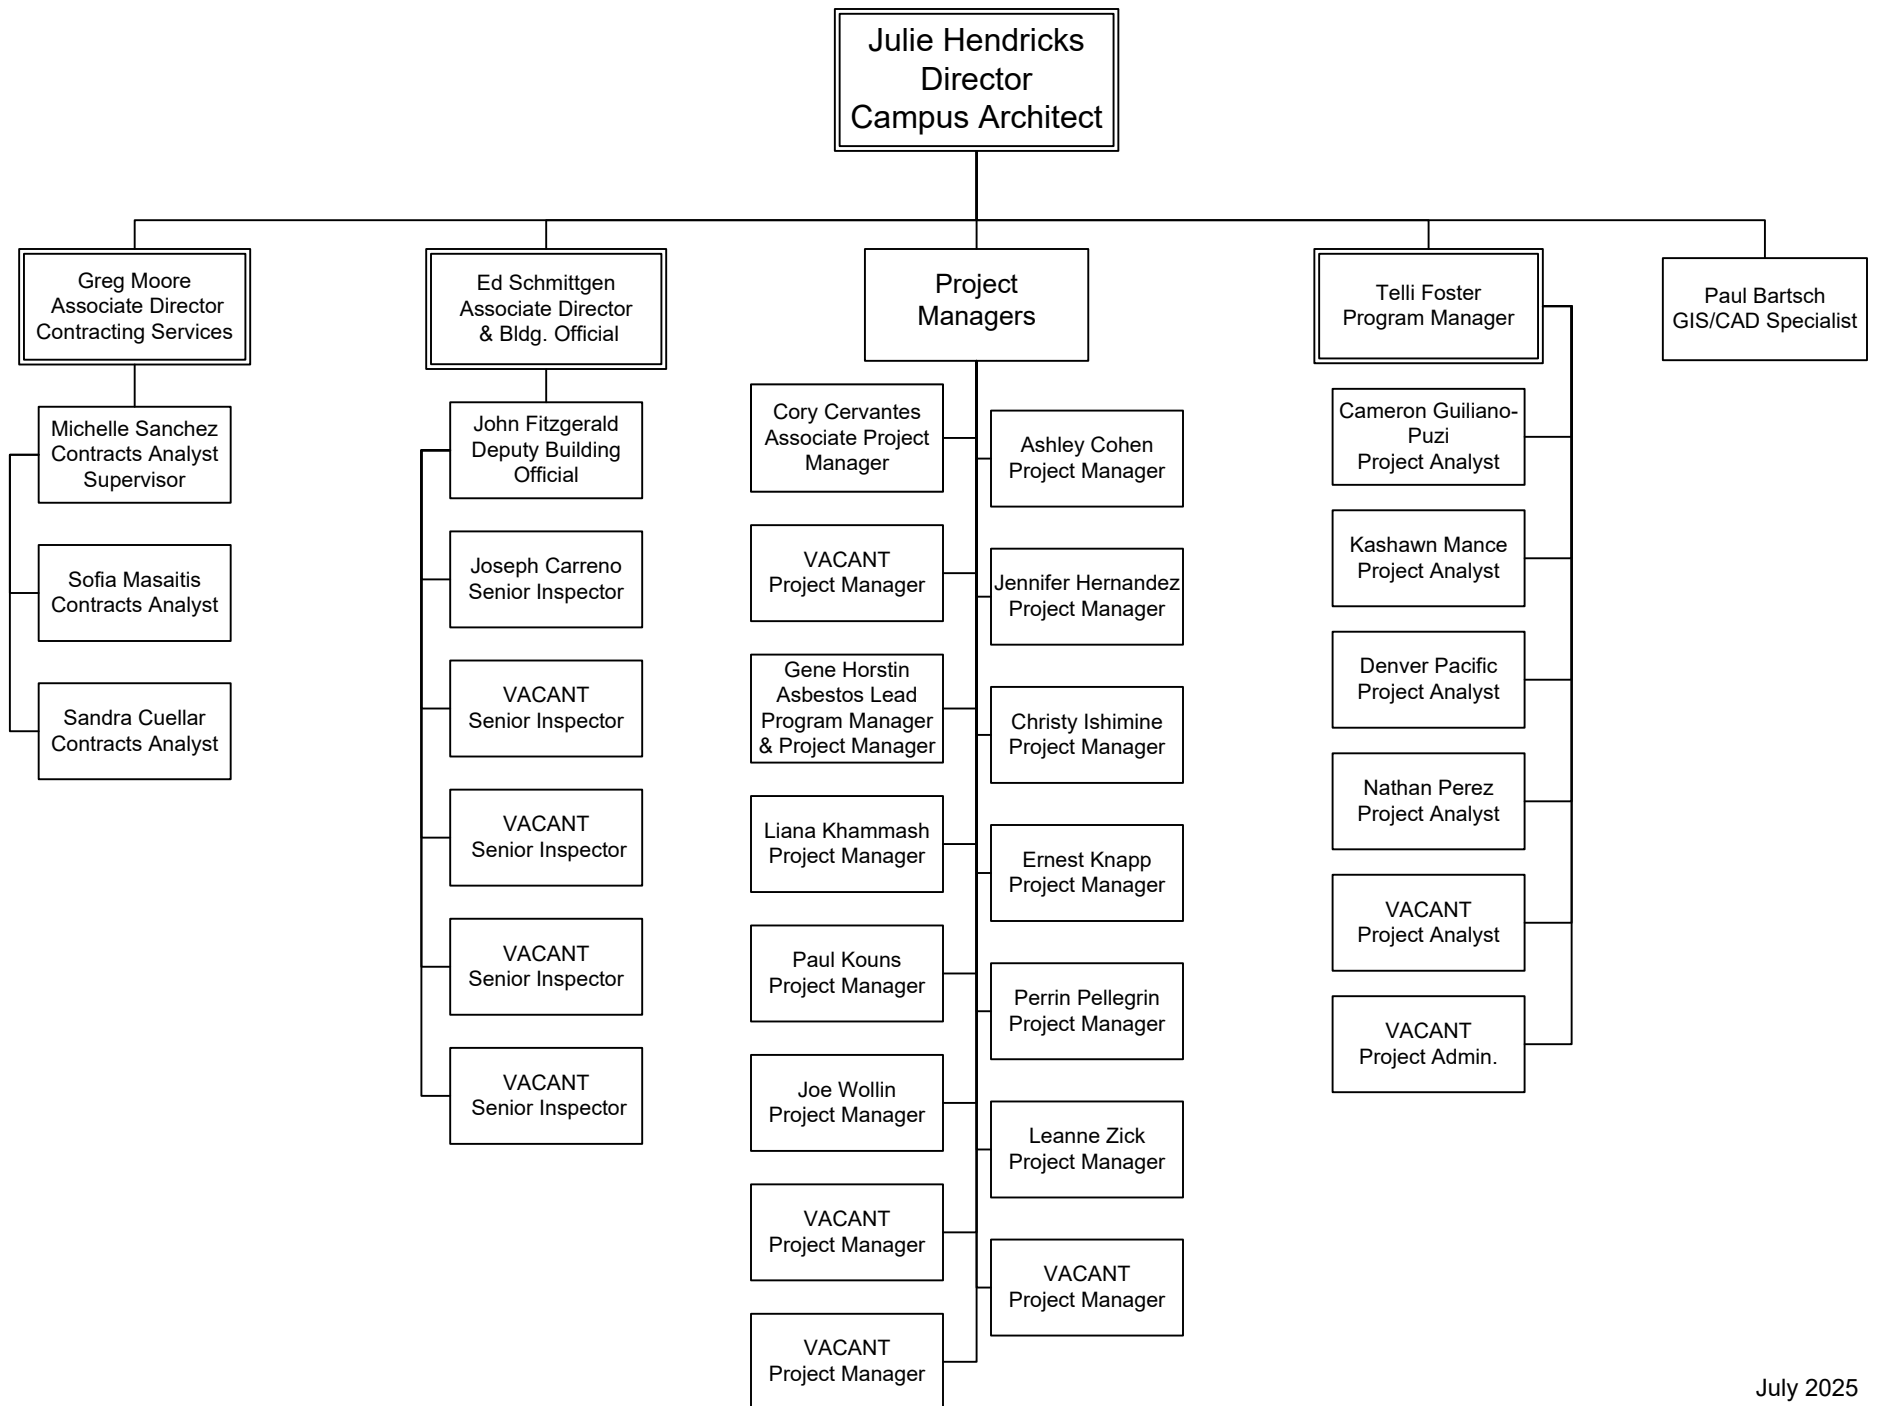 Julie Hendricks
Director
Campus Architect
Greg Moore
Associate Director
Contracting Services
Ed Schmittgen
Associate Director
& Bldg. Official
Project
Managers
Telli Foster
Program Manager
Paul Bartsch
GIS/CAD Specialist
Michelle Sanchez
Contracts Analyst
Supervisor
Sofia Masaitis
Contracts Analyst
Sandra Cuellar
Contracts Analyst
John Fitzgerald
Deputy Building
Official
Joseph Carreno
Senior Inspector
VACANT
Senior Inspector
VACANT
Senior Inspector
VACANT
Senior Inspector
VACANT
Senior Inspector
Cory Cervantes
Associate Project
Manager
VACANT
Project Manager
Gene Horstin
Asbestos Lead
Program Manager
& Project Manager
Liana Khammash
Project Manager
Paul Kouns
Project Manager
Joe Wollin
Project Manager
VACANT
Project Manager
VACANT
Project Manager
Ashley Cohen
Project Manager
Jennifer Hernandez
Project Manager
Christy Ishimine
Project Manager
Ernest Knapp
Project Manager
Perrin Pellegrin
Project Manager
Leanne Zick
Project Manager
VACANT
Project Manager
Cameron Guiliano-
Puzi
Project Analyst
Kashawn Mance
Project Analyst
Denver Pacific
Project Analyst
Nathan Perez
Project Analyst
VACANT
Project Analyst
VACANT
Project Admin.
July 2025